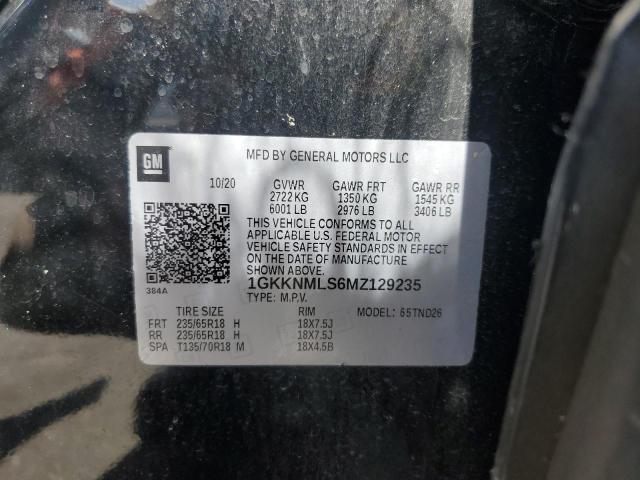 GM
MFD BY GENERAL MOTORS LLC
10/20 GVWR GAWR FRT GAWR RR
2722 KG 1350 KG 1545 KG
6001 LB 2976 LB 3406 LB
THIS VEHICLE CONFORMS TO ALL
APPLICABLE U.S. FEDERAL MOTOR
VEHICLE SAFETY STANDARDS IN EFFECT
ON THE DATE OF MANUFACTURE
SHOWN ABOVE.
384A
1GKKNMLS6MZ129235
TYPE: M.P.V. MODEL: 65TND26
TIRE SIZE RIM
FRT 235/65R18 H 18X7.5J
RR 235/65R18 H 18X7.5J
SPA T135/70R18 M 18X4.5B